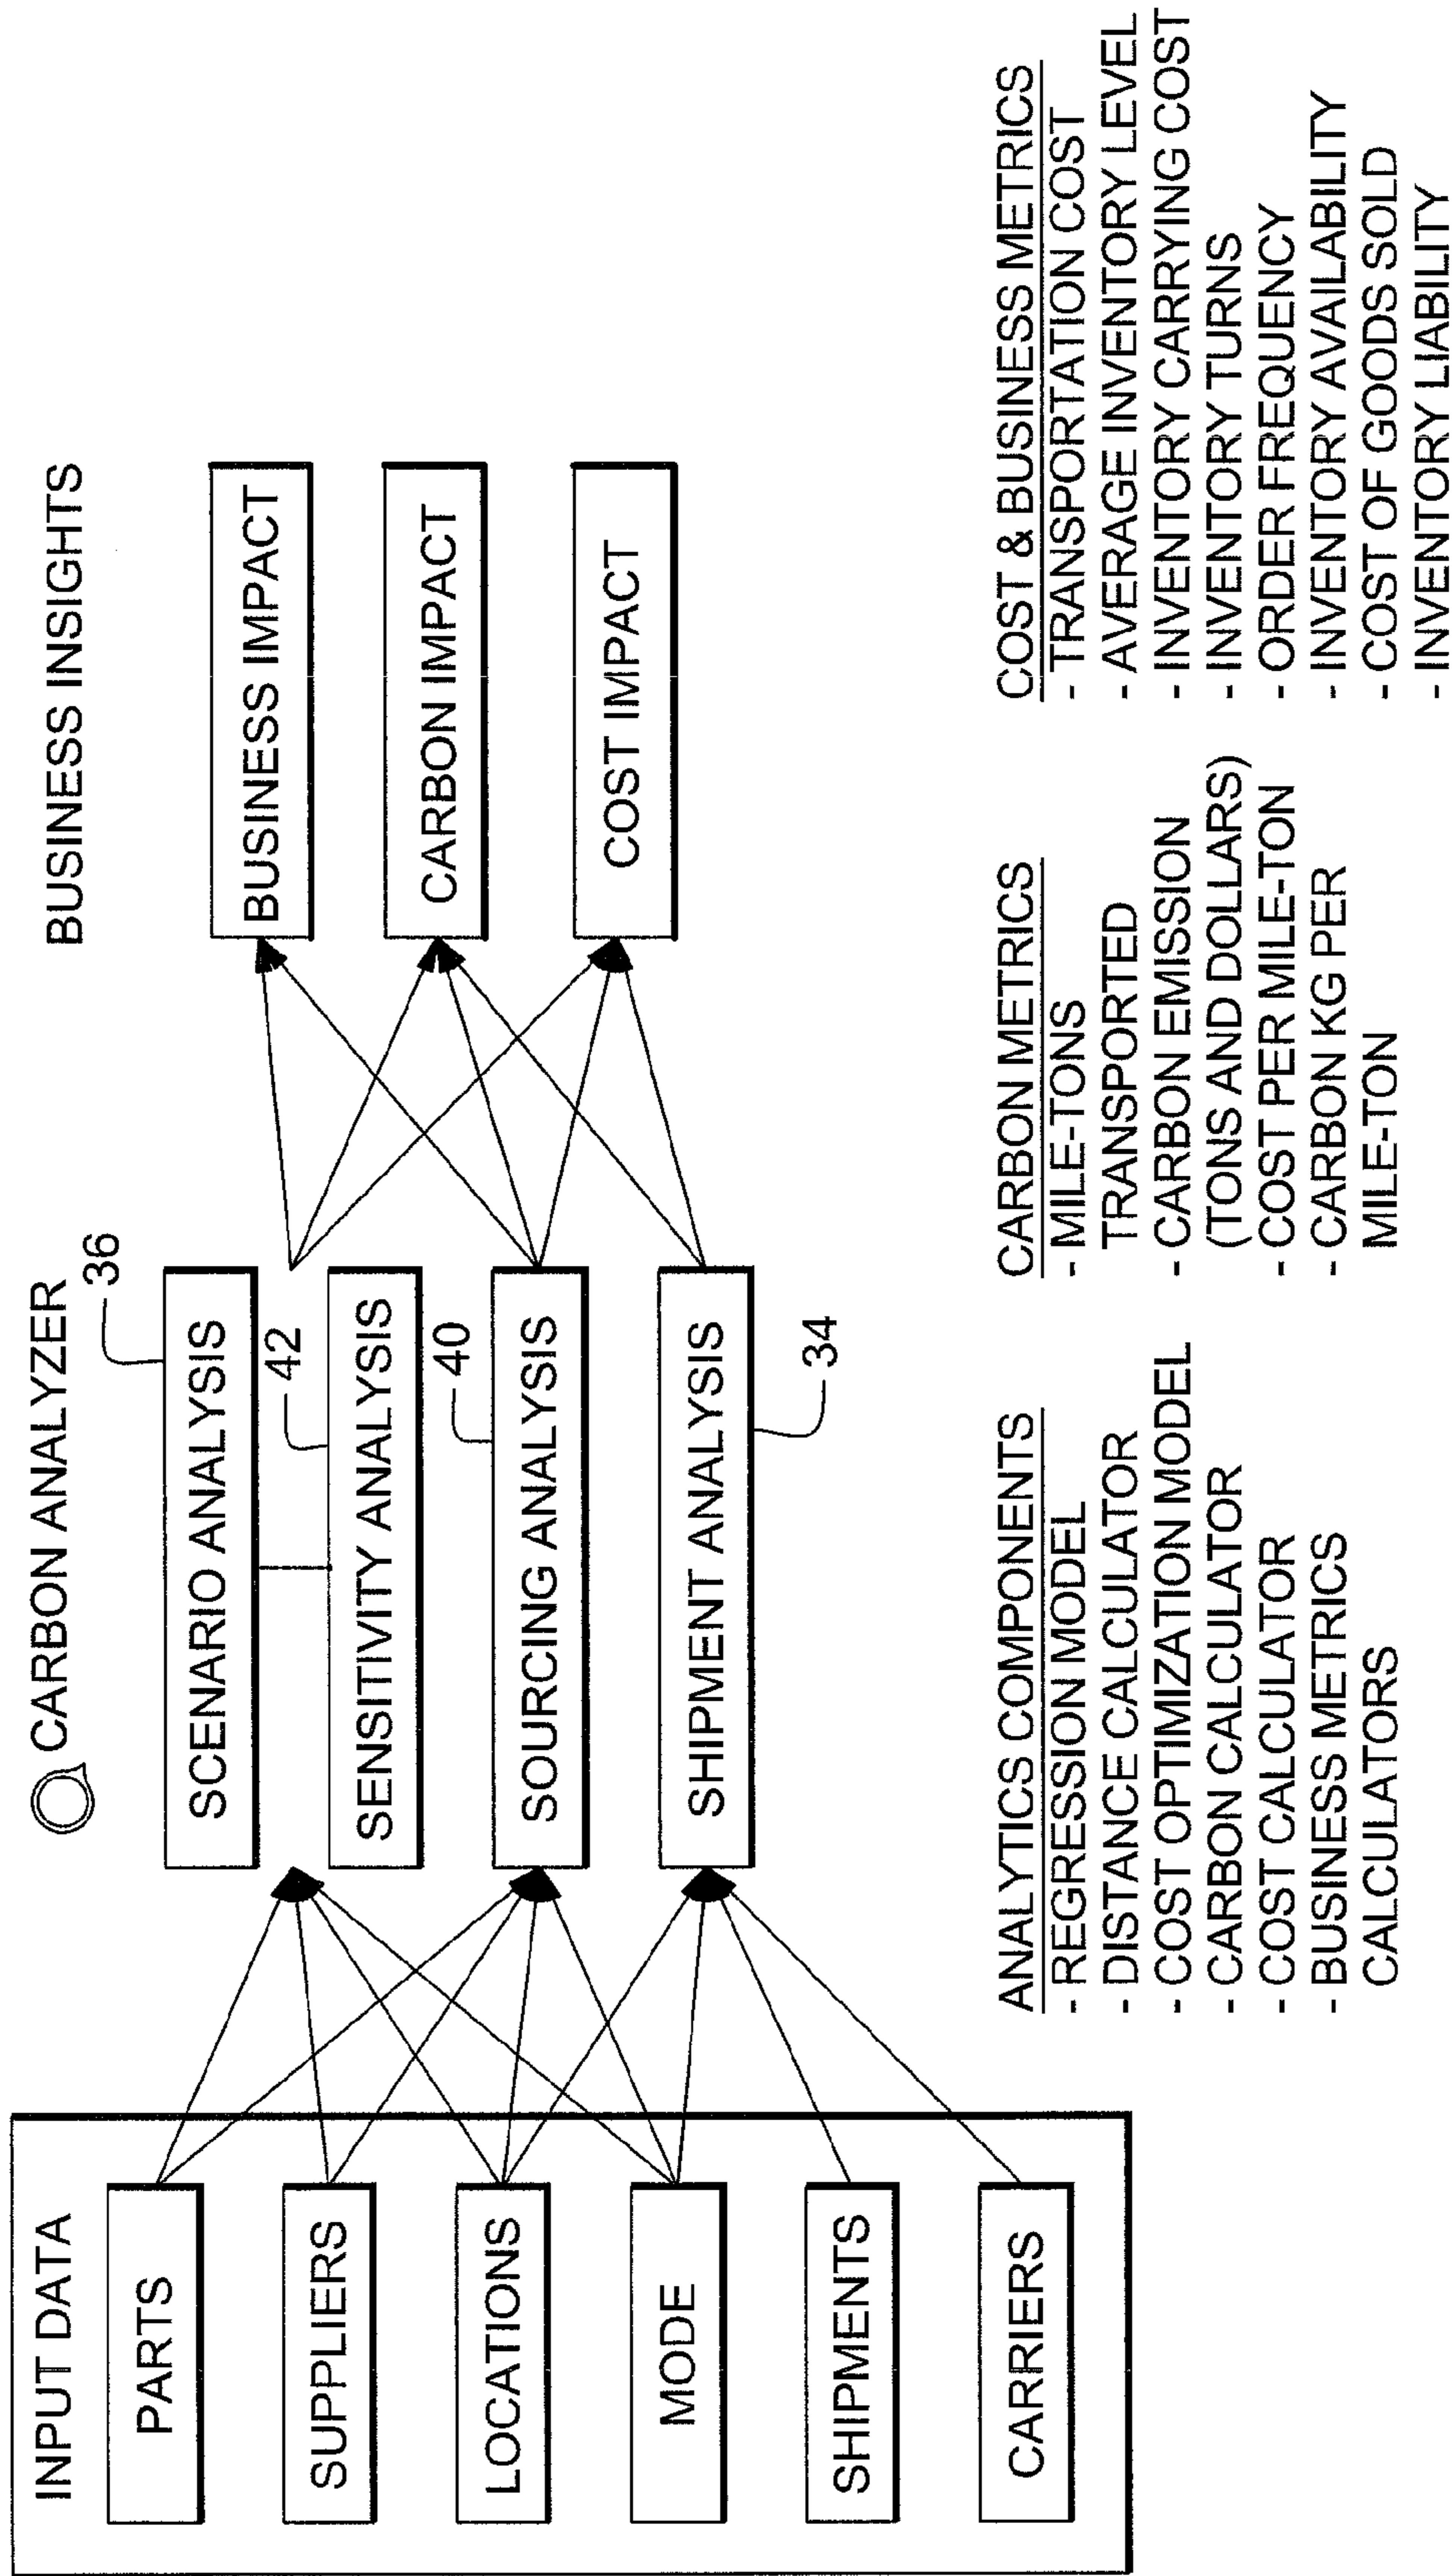 INPUT DATA
PARTS
SUPPLIERS
LOCATIONS
MODE
SHIPMENTS
CARRIERS
CARBON ANALYZER
36
SCENARIO ANALYSIS
42
SENSITIVITY ANALYSIS
40
SOURCING ANALYSIS
SHIPMENT ANALYSIS
34
BUSINESS INSIGHTS
BUSINESS IMPACT
CARBON IMPACT
COST IMPACT
ANALYTICS COMPONENTS
- REGRESSION MODEL
- DISTANCE CALCULATOR
- COST OPTIMIZATION MODEL
- CARBON CALCULATOR
- COST CALCULATOR
- BUSINESS METRICS
CALCULATORS
CARBON METRICS
- MILE-TONS
TRANSPORTED
- CARBON EMISSION
(TONS AND DOLLARS)
- COST PER MILE-TON
- CARBON KG PER
MILE-TON
COST & BUSINESS METRICS
- TRANSPORTATION COST
- AVERAGE INVENTORY LEVEL
- INVENTORY CARRYING COST
- INVENTORY TURNS
- ORDER FREQUENCY
- INVENTORY AVAILABILITY
- COST OF GOODS SOLD
- INVENTORY LIABILITY